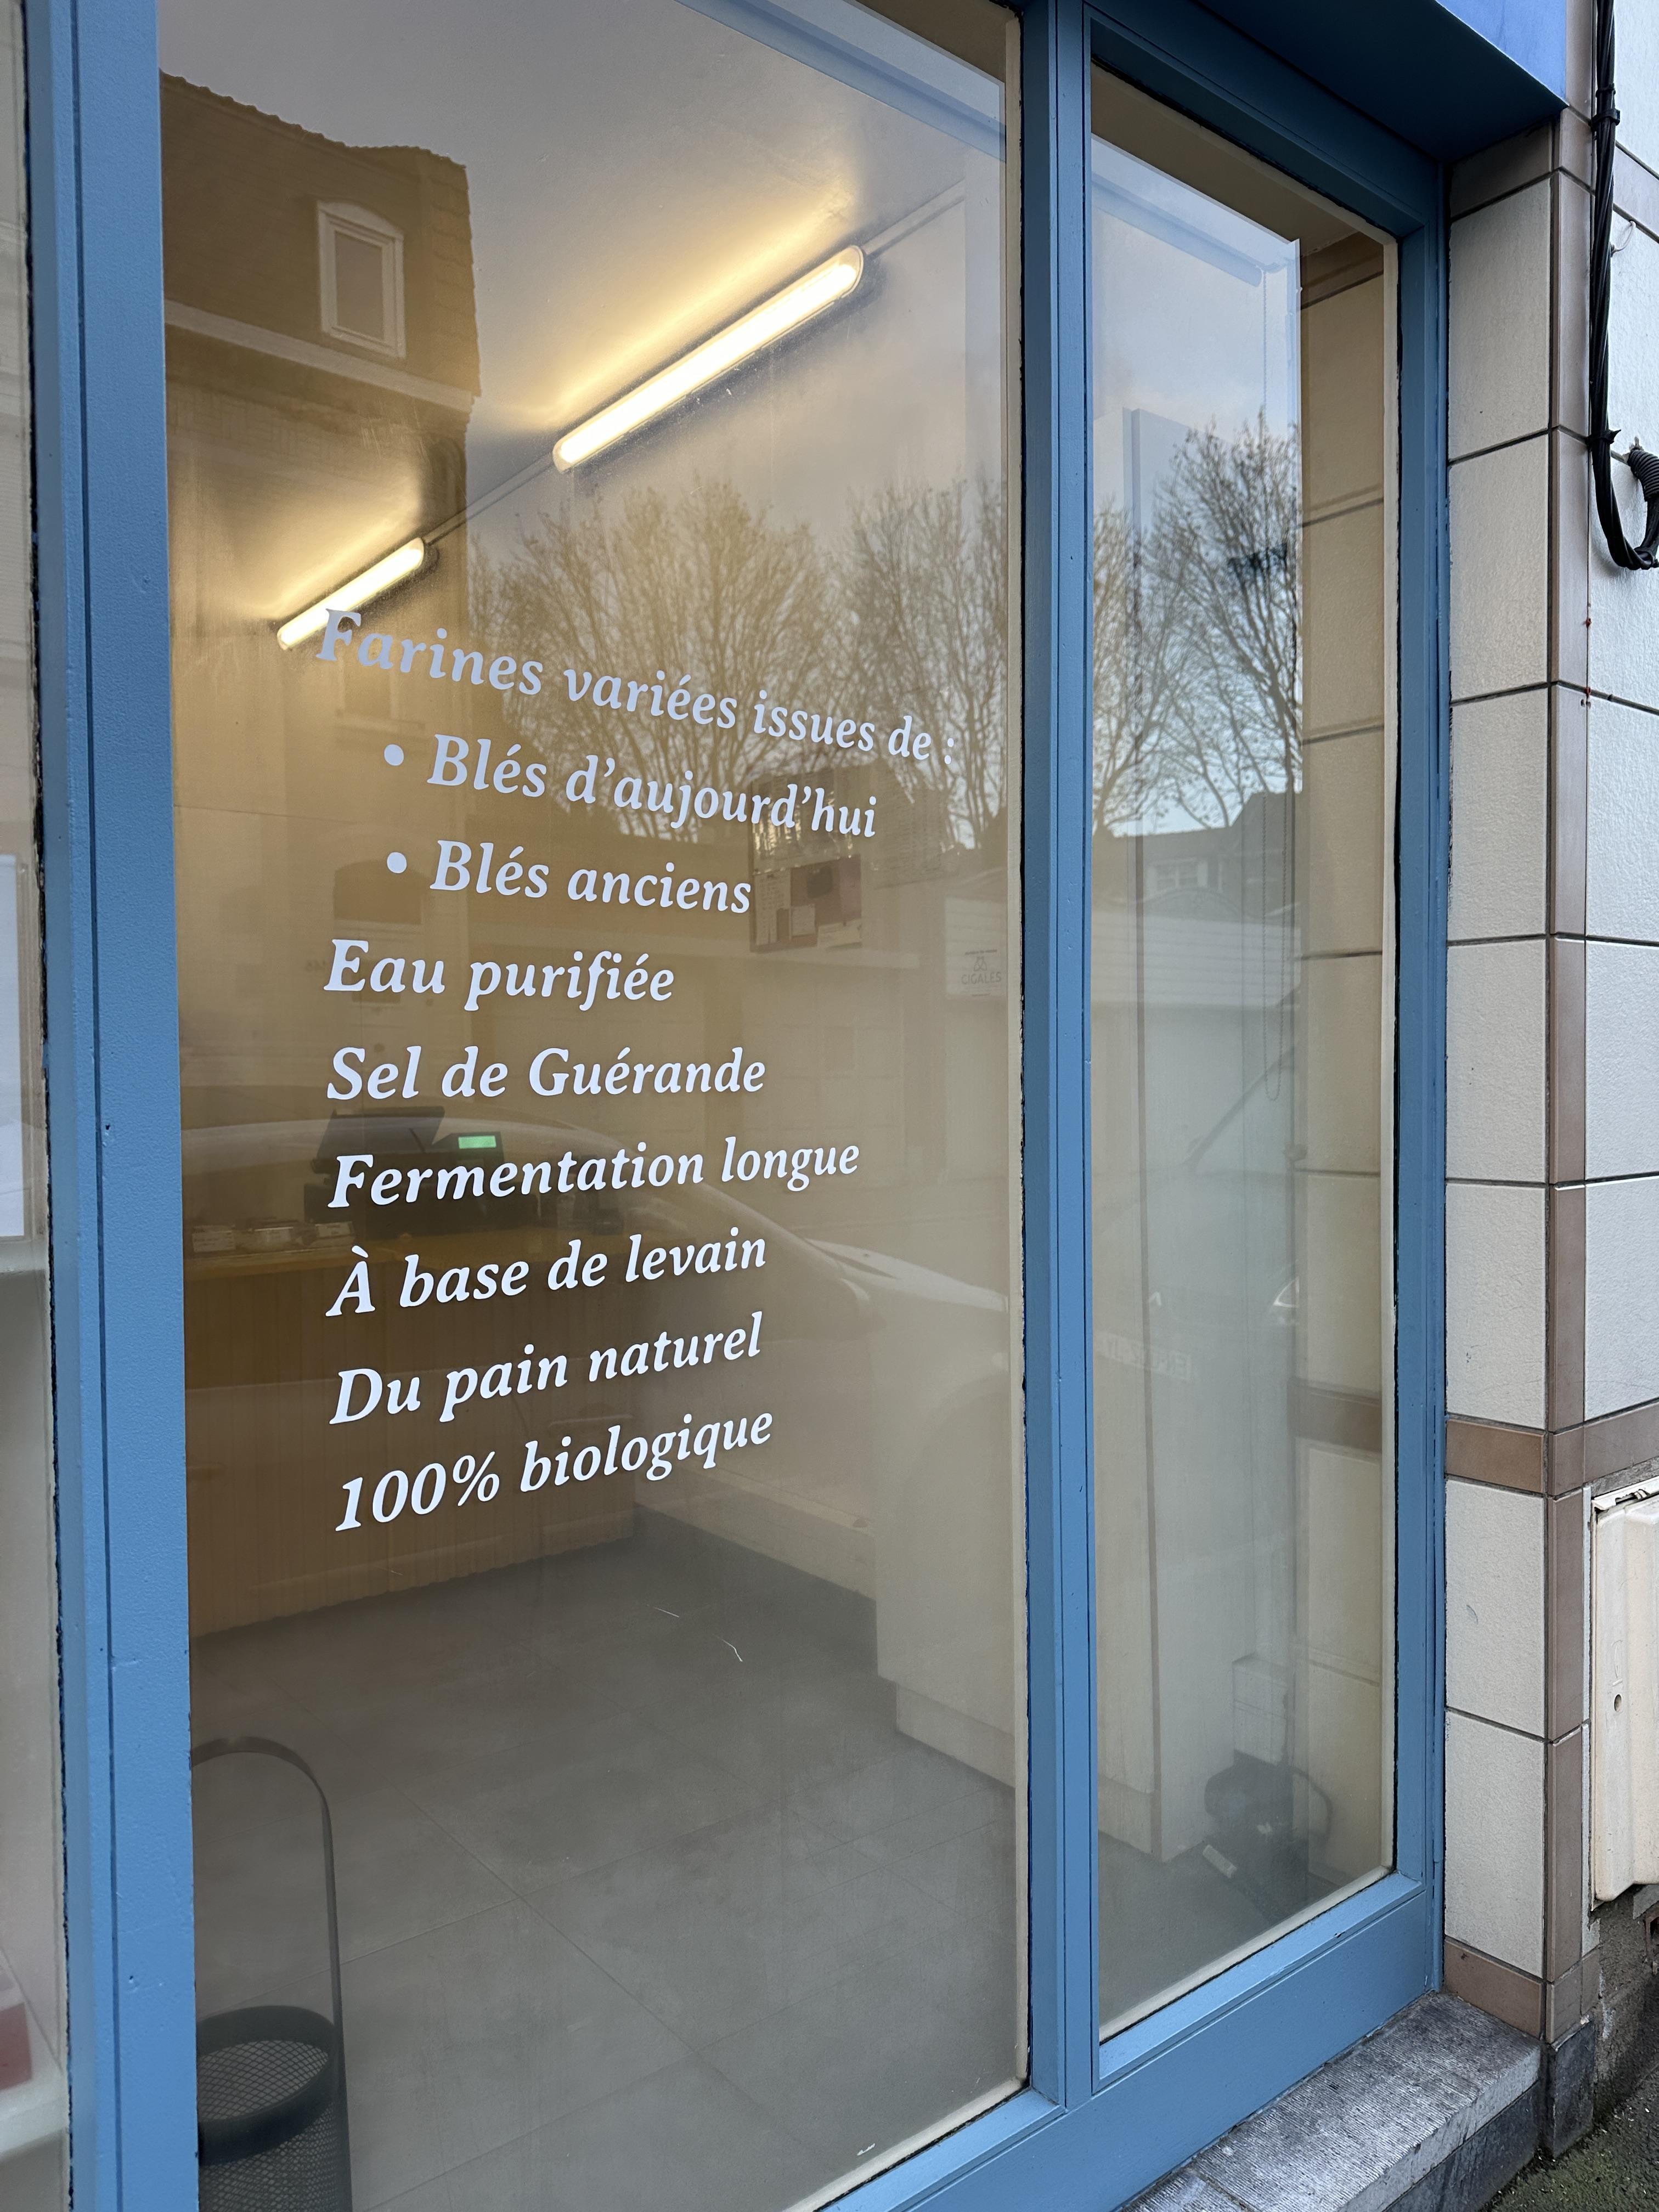 Farines variées issues de :
• Blés d’aujourd’hui
• Blés anciens
Eau purifiée
Sel de Guérande
Fermentation longue
À base de levain
Du pain naturel
100% biologique
CIGALES